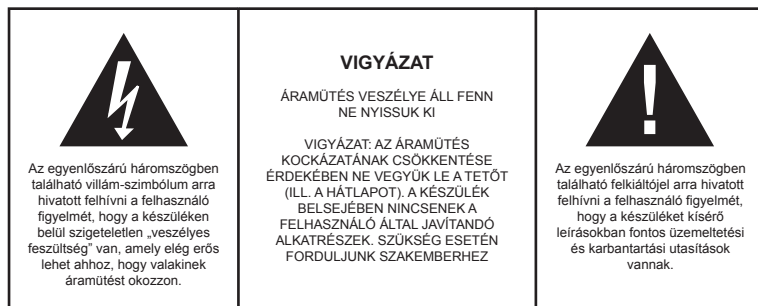 Az egyenlőszárú háromszögben
található villám-szimbólum arra
hivatott felhívni a felhasználó
figyelmét, hogy a készüléken
belül szigeteletlen „veszélyes
feszültség” van, amely elég erős
lehet ahhoz, hogy valakinek
áramütést okozzon.
VIGYÁZAT
ÁRAMÜTÉS VESZÉLYE ÁLL FENN
NE NYISSUK KI
VIGYÁZAT: AZ ÁRAMÜTÉS
KOCKÁZATÁNAK CSÖKKENTÉSE
ÉRDEKÉBEN NE VEGYÜK LE A TETŐT
(ILL. A HÁTLAPOT). A KÉSZÜLÉK
BELSEJÉBEN NINCSENEK A
FELHASZNÁLÓ ÁLTAL JAVÍTANDÓ
ALKATRÉSZEK. SZÜKSÉG ESETÉN
FORDULJUNK SZAKEMBERHEZ
!
Az egyenlőszárú háromszögben
található felkiáltójel arra hivatott
felhívni a felhasználó figyelmét,
hogy a készüléket kísérő
leírásokban fontos üzemeltetési
és karbantartási utasítások
vannak.